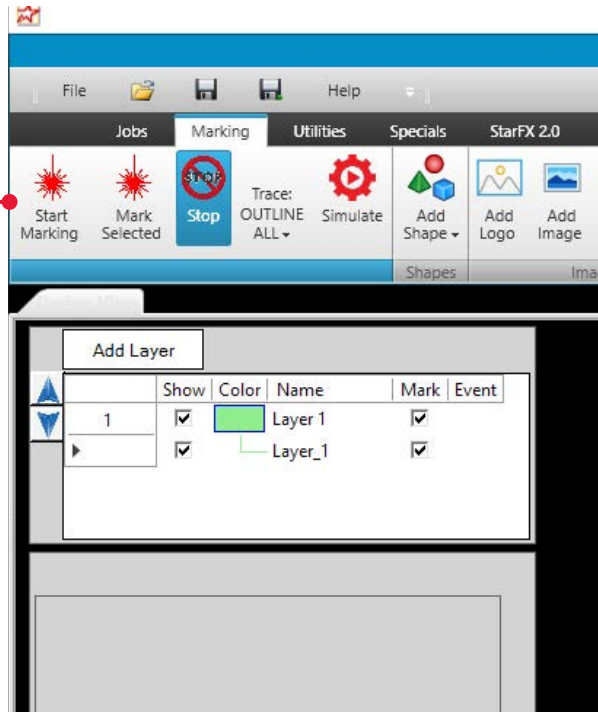 File Help
Jobs Marking Utilities Specials StarFX 2.0
STOP
Start Marking
Mark Selected
Stop
Trace: OUTLINE ALL
Simulate
Add Shape
Add Logo
Add Image
Shapes
Add Layer
Show Color Name Mark Event
1 Layer 1
Layer_1